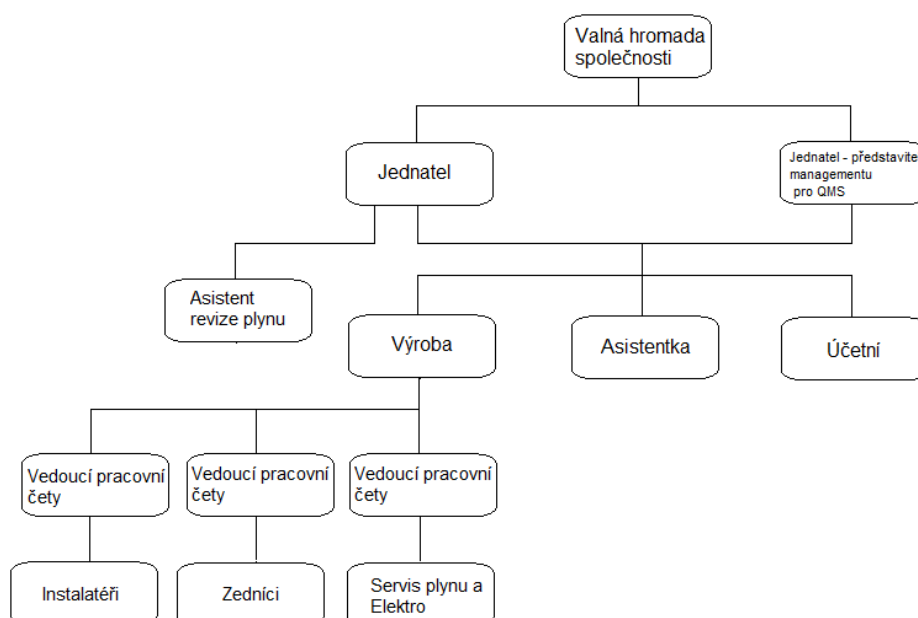 Valná hromada
společnosti
Jednatel
Jednatel - představite
managementu
pro QMS
Asistent
revize plynu
Výroba
Asistentka
Účetní
Vedoucí pracovní
čety
Vedoucí pracovní
čety
Vedoucí pracovní
čety
Instalatéři
Zedníci
Servis plynu a
Elektro